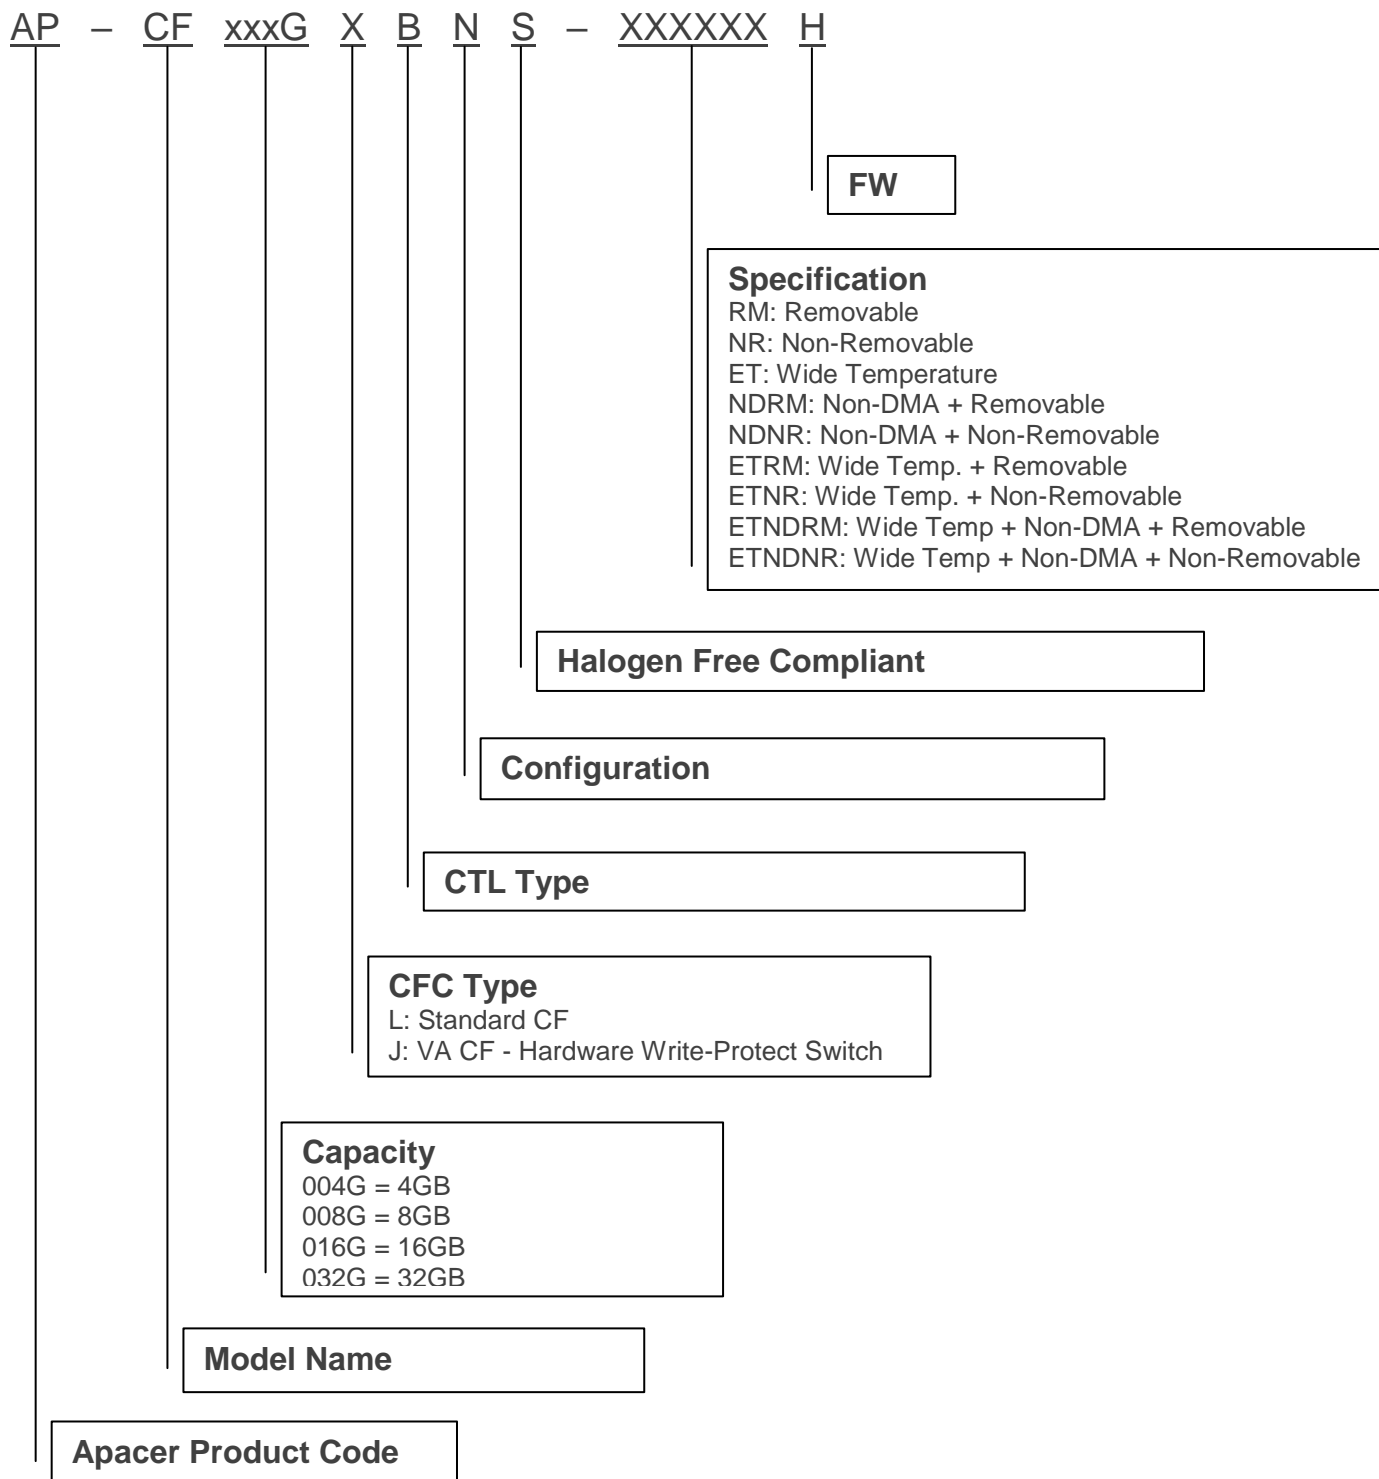 AP – CF xxxG X B N S – XXXXXX H
FW
Specification
RM: Removable
NR: Non-Removable
ET: Wide Temperature
NDRM: Non-DMA + Removable
NDNR: Non-DMA + Non-Removable
ETRM: Wide Temp. + Removable
ETNR: Wide Temp. + Non-Removable
ETNDRM: Wide Temp + Non-DMA + Removable
ETNDNR: Wide Temp + Non-DMA + Non-Removable
Halogen Free Compliant
Configuration
CTL Type
CFC Type
L: Standard CF
J: VA CF - Hardware Write-Protect Switch
Capacity
004G = 4GB
008G = 8GB
016G = 16GB
032G = 32GB
Model Name
Apacer Product Code